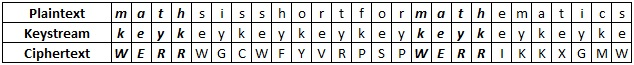 Plaintext m a t h s i s s h o r t f o r m a t h e m a t i c s
Keystream k e y k e y k e y k e y k e y k e y k e y k e y k e
Ciphertext W E R R W G C W F Y V R P S P W E R R I K K X G M W